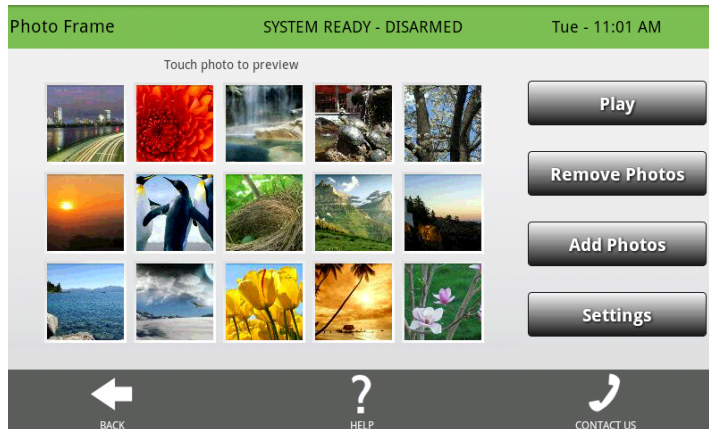 Photo Frame SYSTEM READY - DISARMED Tue - 11:01 AM
Touch photo to preview
Play
Remove Photos
Add Photos
Settings
BACK HELP CONTACT US